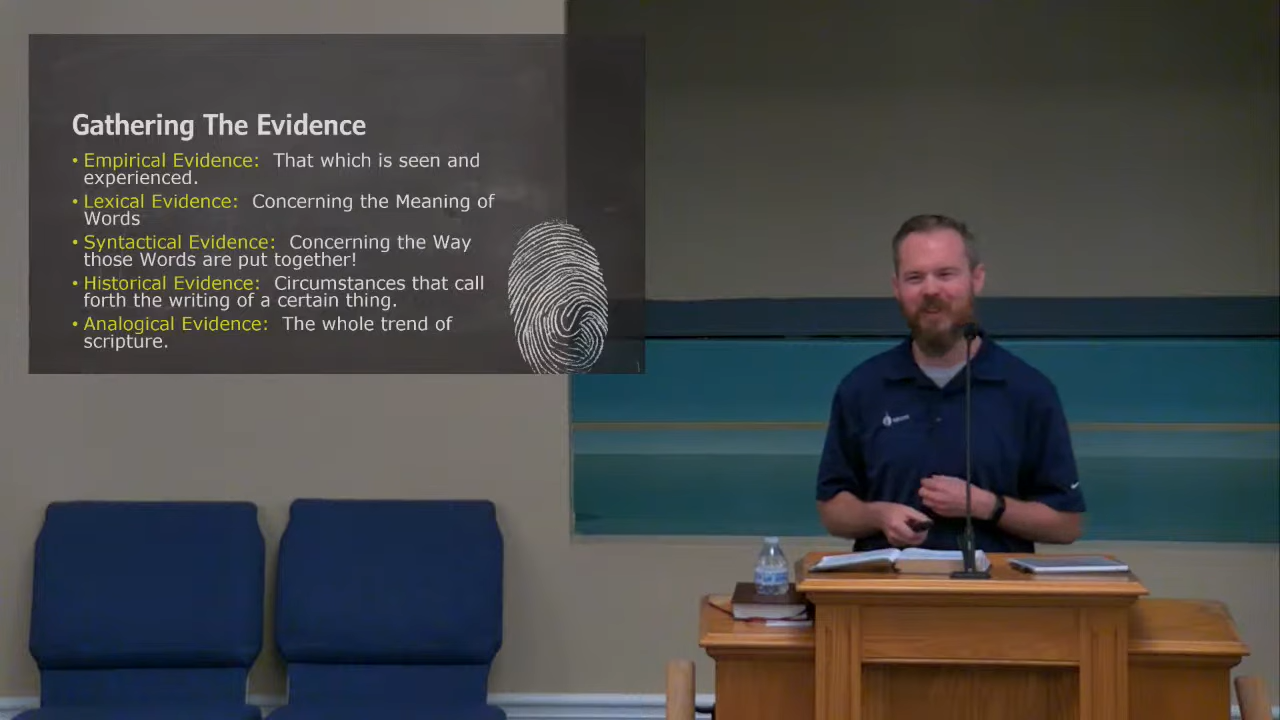 Gathering The Evidence
• Empirical Evidence: That which is seen and
experienced.
• Lexical Evidence: Concerning the Meaning of
Words
• Syntactical Evidence: Concerning the Way
those Words are put together!
• Historical Evidence: Circumstances that call
forth the writing of a certain thing.
• Analogical Evidence: The whole trend of
scripture.